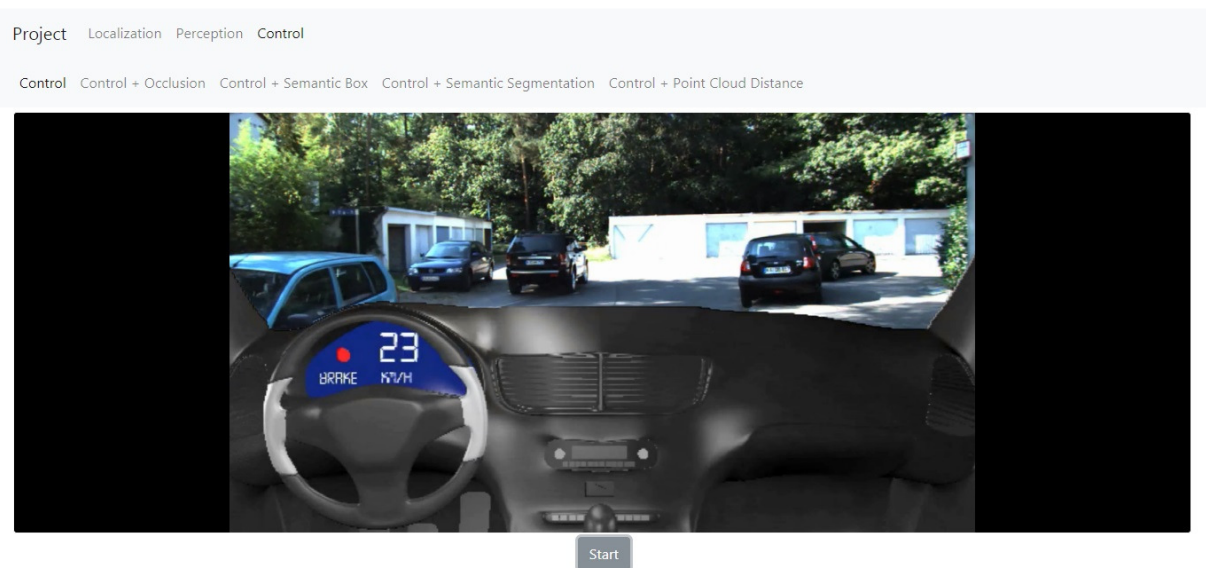 Project Localization Perception Control
Control Control + Occlusion Control + Semantic Box Control + Semantic Segmentation Control + Point Cloud Distance
23
BRAKE KM/H
Start